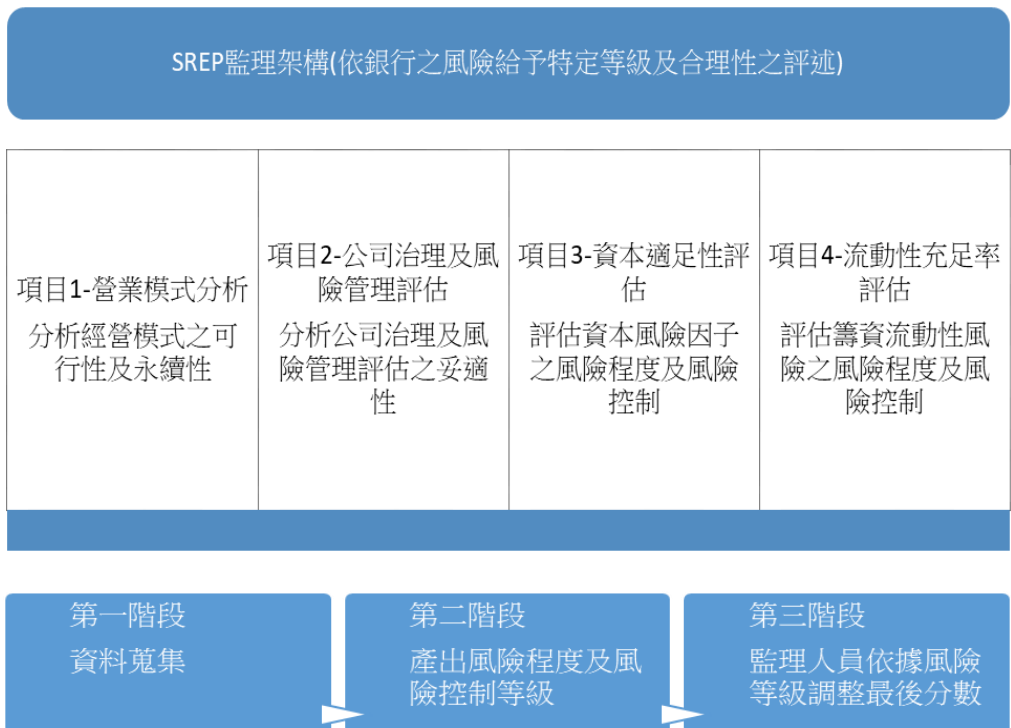 SREP監理架構(依銀行之風險給予特定等級及合理性之評述)
項目1-營業模式分析
分析經營模式之可
行性及永續性
項目2-公司治理及風
險管理評估
分析公司治理及風
險管理評估之妥適
性
項目3-資本適足性評
估
評估資本風險因子
之風險程度及風險
控制
項目4-流動性充足率
評估
評估籌資流動性風
險之風險程度及風
險控制
第一階段
資料蒐集
第二階段
產出風險程度及風
險控制等級
第三階段
監理人員依據風險
等級調整最後分數